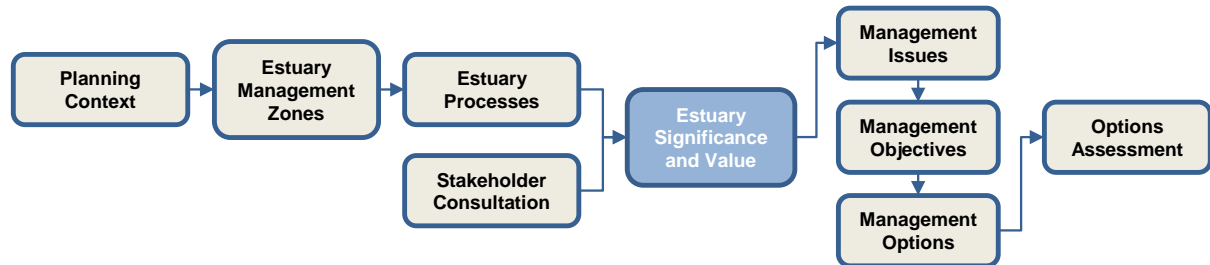 Planning
Context
Estuary
Management
Zones
Estuary
Processes
Stakeholder
Consultation
Estuary
Significance
and Value
Management
Issues
Management
Objectives
Management
Options
Options
Assessment